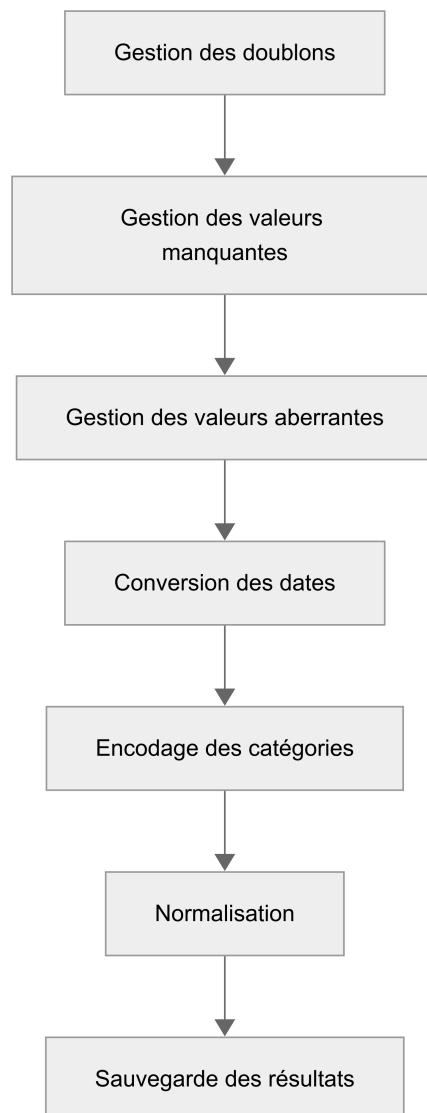 Gestion des doublons
Gestion des valeurs
manquantes
Gestion des valeurs aberrantes
Conversion des dates
Encodage des catégories
Normalisation
Sauvegarde des résultats